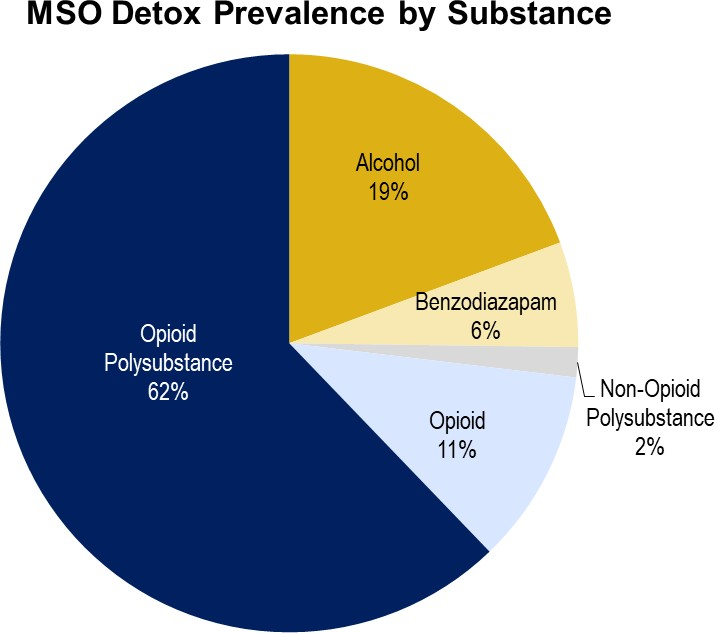 MSO Detox Prevalence by Substance
Alcohol
19%
Benzodiazapam
6%
Non-Opioid
Polysubstance
2%
Opioid
11%
Opioid
Polysubstance
62%